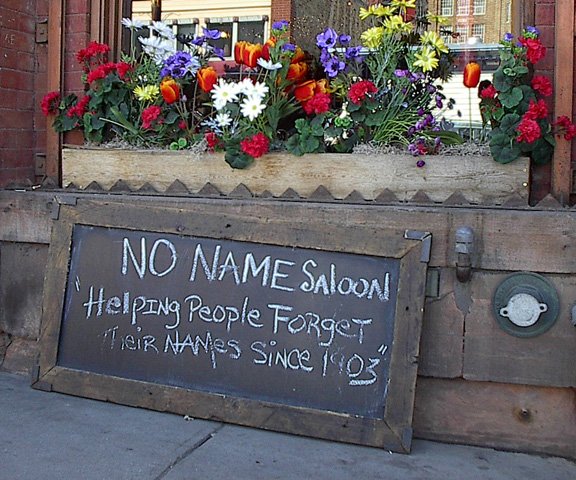 No Name Saloon
"Helping People Forget
Their Names Since 1903"